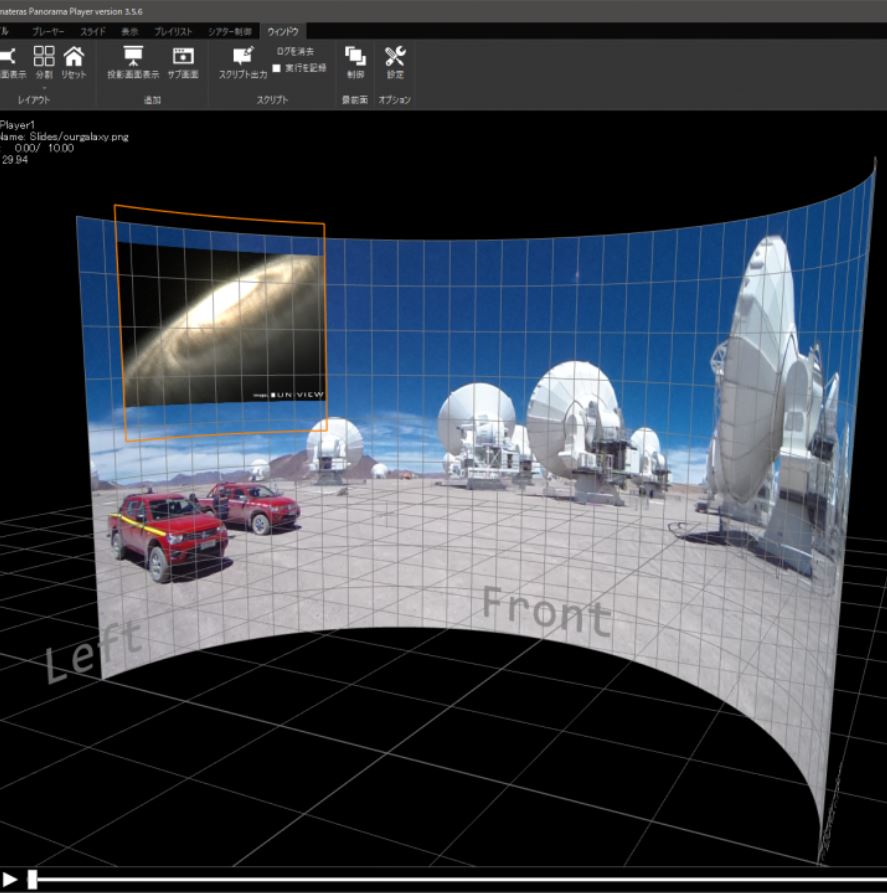 nateras Panorama Player version 3.5.6
ル プレーヤー スライド 表示 プレイリスト シアター制御 ウィンドウ
面表示 分割 リセット 投影画面表示 サブ画面 スクリプト出力 ログを消去 実行を記録 制御 設定
レイアウト 追加 スクリプト 最前面 オプション
Player1
Name: Slides/ourgalaxy.png
: 0.00/ 10.00
29.94
UNIVIEW
Front
Left